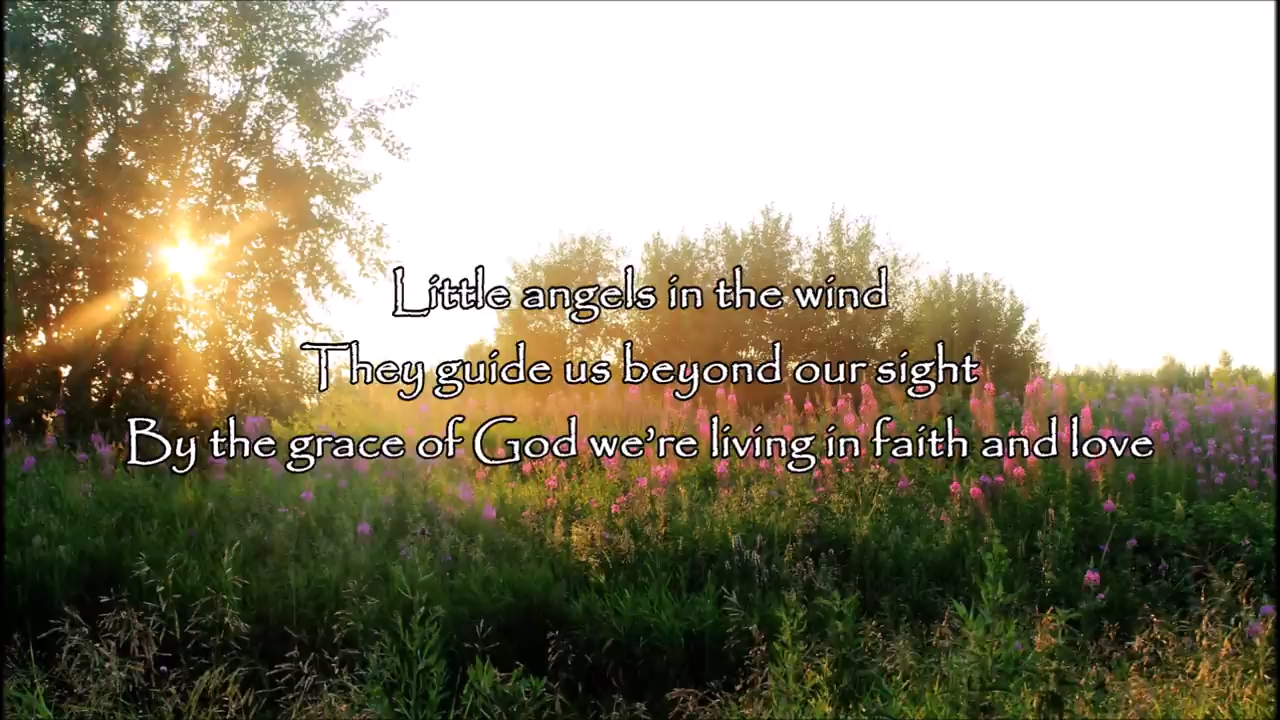 Little angels in the wind
They guide us beyond our sight
By the grace of God we're living in faith and love